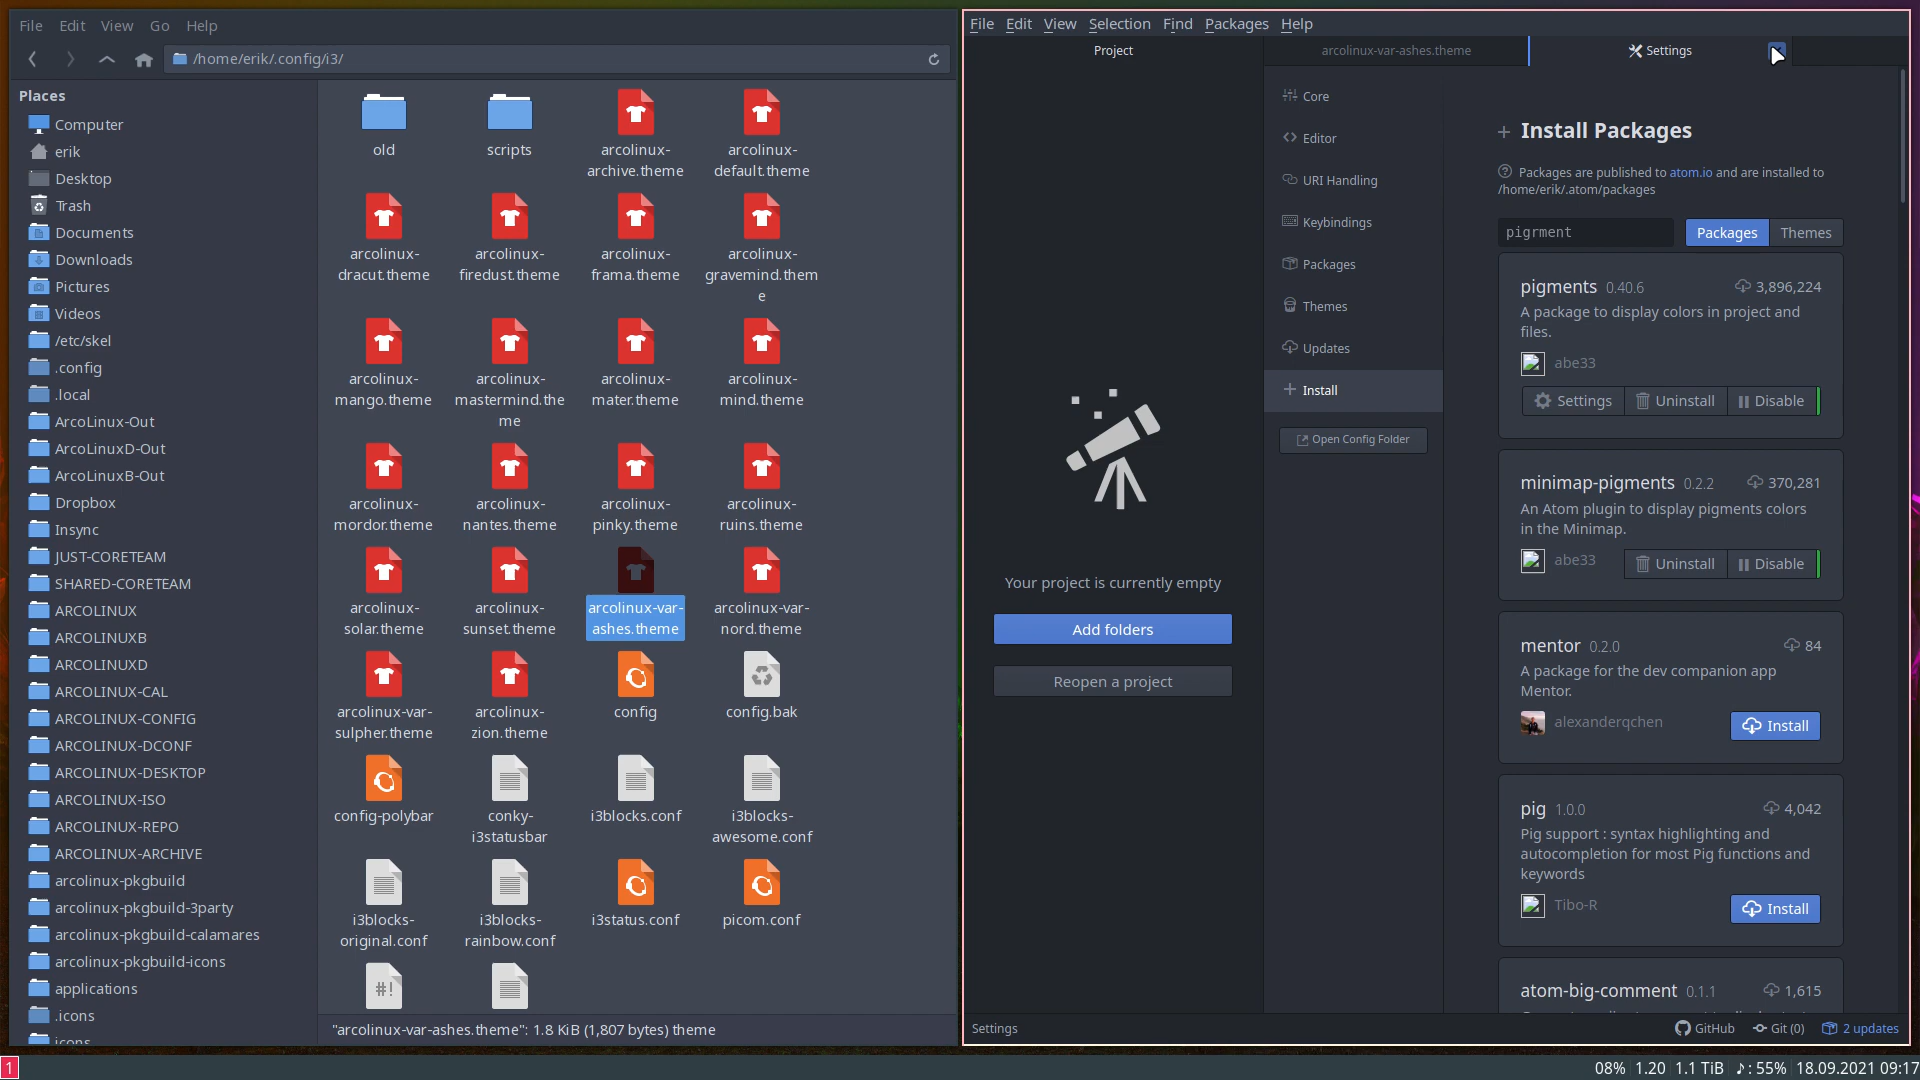 File Edit View Go Help
/home/erik/.config/i3/
Places
Computer
erik
Desktop
Trash
Documents
Downloads
Pictures
Videos
/etc/skel
.config
.local
ArcoLinux-Out
ArcoLinuxD-Out
ArcoLinuxB-Out
Dropbox
Insync
JUST-CORETEAM
SHARED-CORETEAM
ARCOLINUX
ARCOLINUXB
ARCOLINUXD
ARCOLINUX-CAL
ARCOLINUX-CONFIG
ARCOLINUX-DCONF
ARCOLINUX-DESKTOP
ARCOLINUX-ISO
ARCOLINUX-REPO
ARCOLINUX-ARCHIVE
arcolinux-pkgbuild
arcolinux-pkgbuild-3party
arcolinux-pkgbuild-calamares
arcolinux-pkgbuild-icons
applications
.icons
icons
old
scripts
arcolinux-
archive.theme
arcolinux-
default.theme
arcolinux-
dracut.theme
arcolinux-
firedust.theme
arcolinux-
frama.theme
arcolinux-
gravemind.them
e
arcolinux-
mango.theme
arcolinux-
mastermind.the
me
arcolinux-
mater.theme
arcolinux-
mind.theme
arcolinux-
mordor.theme
arcolinux-
nantes.theme
arcolinux-
pinky.theme
arcolinux-
ruins.theme
arcolinux-
solar.theme
arcolinux-
sunset.theme
arcolinux-var-
ashes.theme
arcolinux-var-
nord.theme
arcolinux-var-
sulpher.theme
arcolinux-
zion.theme
config
config.bak
config-polybar
conky-
i3statusbar
i3blocks.conf
i3blocks-
awesome.conf
i3blocks-
original.conf
i3blocks-
rainbow.conf
i3status.conf
picom.conf
#!
"arcolinux-var-ashes.theme": 1.8 KiB (1,807 bytes) theme
File Edit View Selection Find Packages Help
Project
arcolinux-var-ashes.theme
Settings
Your project is currently empty
Add folders
Reopen a project
Core
Editor
URI Handling
Keybindings
Packages
Themes
Updates
Install
Open Config Folder
Install Packages
Packages are published to atom.io and are installed to
/home/erik/.atom/packages
pigrment
Packages Themes
pigments 0.40.6 3,896,224
A package to display colors in project and
files.
abe33
Settings Uninstall Disable
minimap-pigments 0.2.2 370,281
An Atom plugin to display pigments colors
in the Minimap.
abe33 Uninstall Disable
mentor 0.2.0 84
A package for the dev companion app
Mentor.
alexanderqchen Install
pig 1.0.0 4,042
Pig support : syntax highlighting and
autocompletion for most Pig functions and
keywords
Tibo-R Install
atom-big-comment 0.1.1 1,615
Settings GitHub Git (0) 2 updates
1
08% 1.20 1.1 TiB ♪: 55% 18.09.2021 09:17